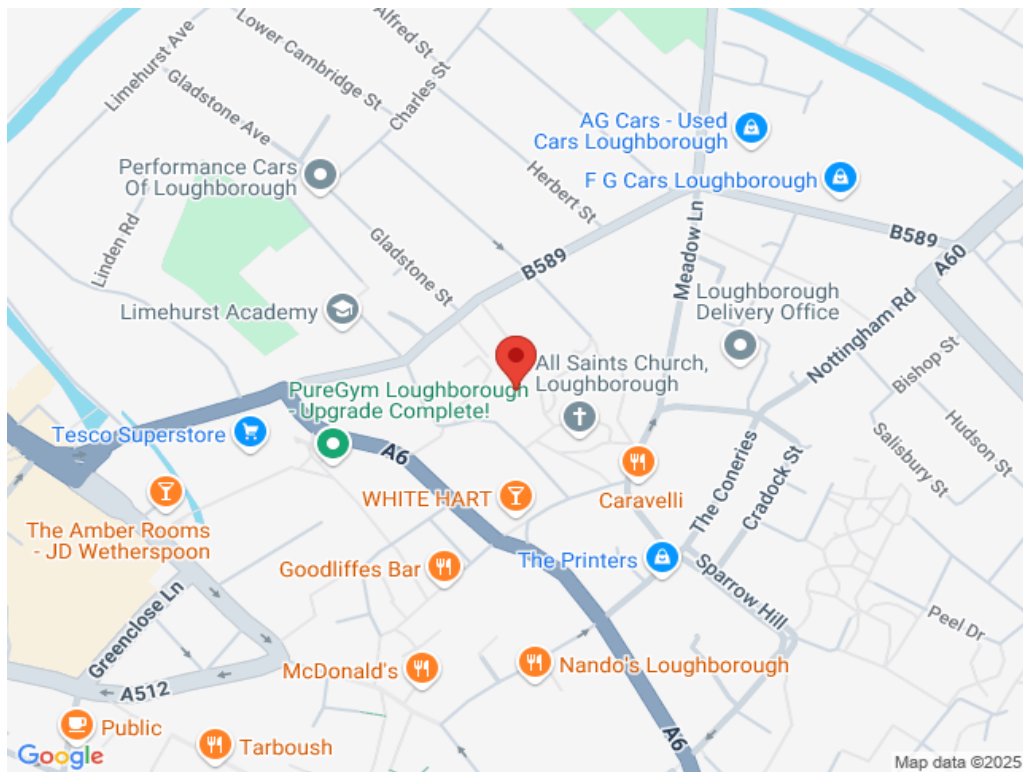 Limehurst Ave
Lower Cambridge St
Alfred St
Charles St
Gladstone Ave
AG Cars - Used
Cars Loughborough
Performance Cars
Of Loughborough
F G Cars Loughborough
Herbert St
Linden Rd
Gladstone St
Meadow Ln
B589
B589
A60
Limehurst Academy
Loughborough
Delivery Office
Nottingham Rd
Bishop St
All Saints Church,
Loughborough
PureGym Loughborough
- Upgrade Complete!
Tesco Superstore
A6
Hudson St
Salisbury St
The Coneries
Cradock St
WHITE HART
Caravelli
The Amber Rooms
- JD Wetherspoon
Goodliffes Bar
The Printers
Sparrow Hill
Peel Dr
Greenclose Ln
McDonald's
Nando's Loughborough
A512
Public
Tarboush
A6
Google
Map data ©2025